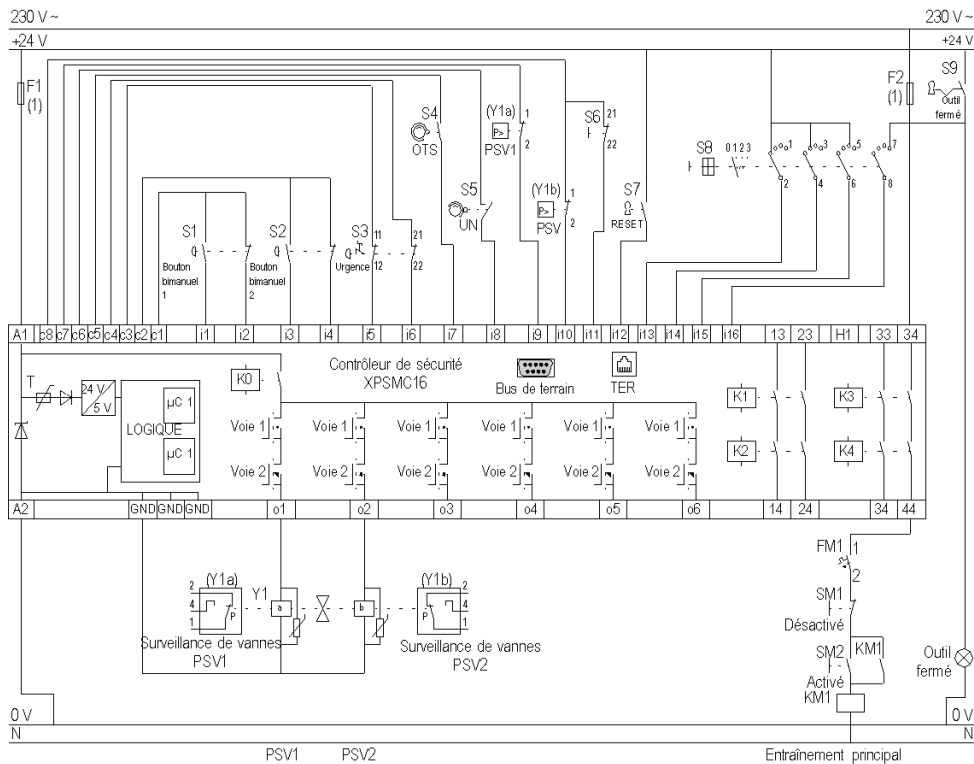 230 V ~ 230 V ~
+24 V +24 V
F1 (1)
F2 (1)
S9
Outil fermé
S4
OTS
(Y1a)
P>
PSV1
1
2
S6
21
22
S8
0 1 2 3
1 3 5 7
2 4 6 8
S5
UN
(Y1b)
P>
PSV
1
2
S7
RESET
S1
Bouton bimanuel 1
S2
Bouton bimanuel 2
S3
Urgence
11
12
21
22
A1 c8 c7 c6 c5 c4 c3 c2 c1 i1 i2 i3 i4 i5 i6 i7 i8 i9 i10 i11 i12 i13 i14 i15 i16 13 23 H1 33 34
Contrôleur de sécurité
XPSMC16
Bus de terrain
TER
T
24 V
5 V
LOGIQUE
µC 1
µC 1
K0
K1
K2
K3
K4
Voie 1 Voie 1 Voie 1 Voie 1 Voie 1 Voie 1
Voie 2 Voie 2 Voie 2 Voie 2 Voie 2 Voie 2
A2 GND GND GND o1 o2 o3 o4 o5 o6 14 24 34 44
(Y1a)
2
4
1
P
Y1
a
b
(Y1b)
P
2
4
1
Surveillance de vannes
PSV1
Surveillance de vannes
PSV2
FM1
1
2
SM1
Désactivé
SM2
Activé
KM1
KM1
Outil fermé
0 V 0 V
N N
PSV1 PSV2 Entraînement principal